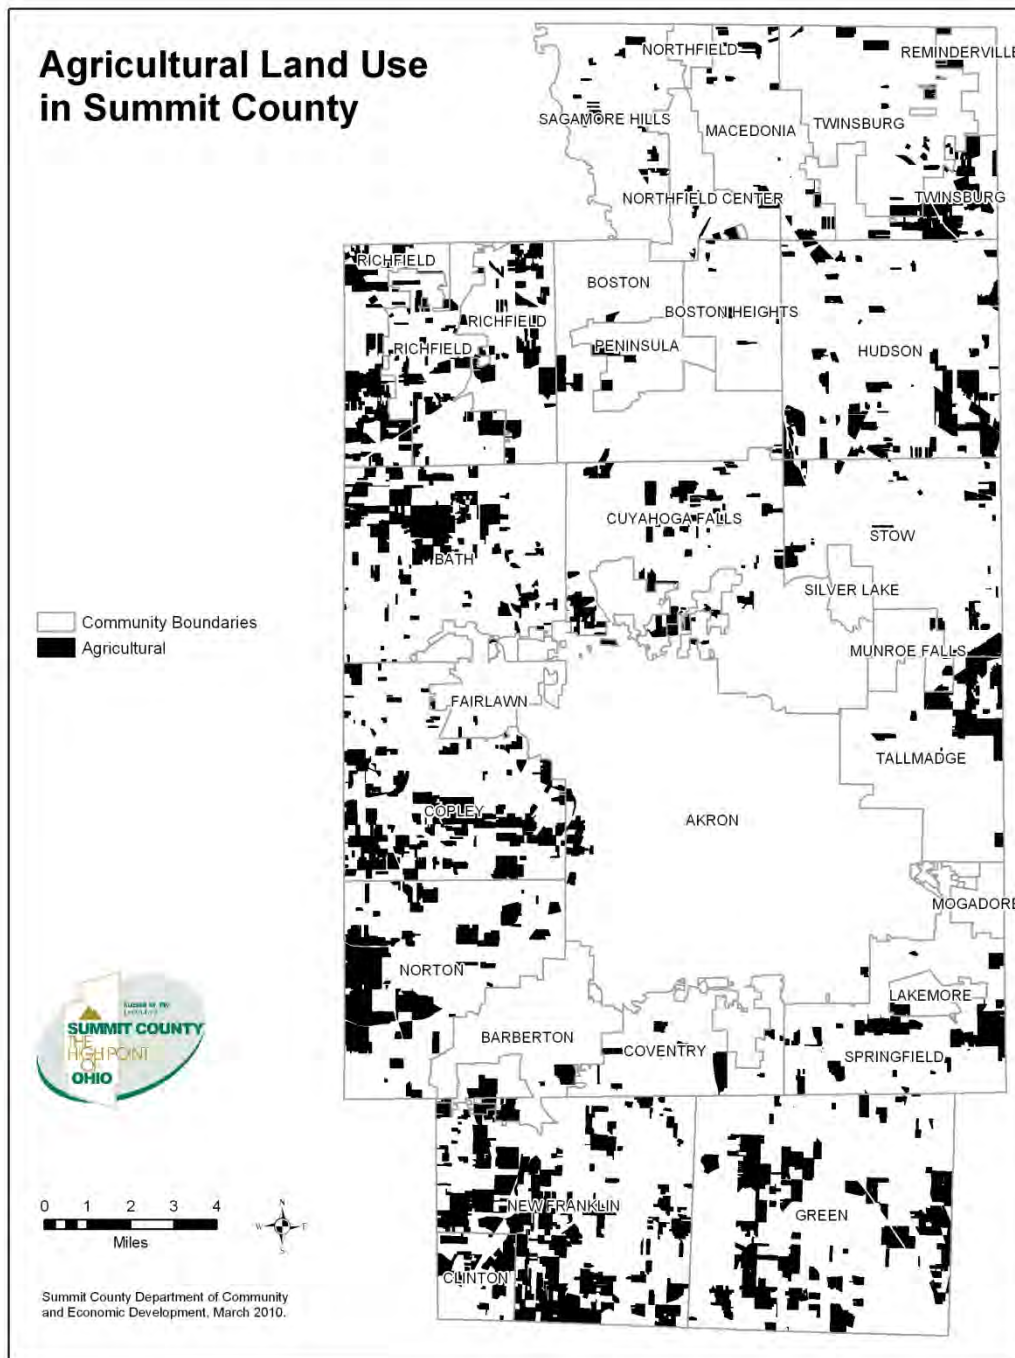 Agricultural Land Use
in Summit County
NORTHFIELD
REMINDERVILLE
SAGAMORE HILLS
MACEDONIA
TWINSBURG
NORTHFIELD CENTER
TWINSBURG
RICHFIELD
BOSTON
RICHFIELD
BOSTON HEIGHTS
RICHFIELD
PENINSULA
HUDSON
CUYAHOGA FALLS
STOW
BATH
SILVER LAKE
Community Boundaries
Agricultural
MUNROE FALLS
FAIRLAWN
TALLMADGE
COPLEY
AKRON
MOGADORE
NORTON
LAKEMORE
BARBERTON
COVENTRY
SPRINGFIELD
SUMMIT COUNTY
THE
HIGH POINT
OF
OHIO
NEW FRANKLIN
GREEN
CLINTON
0 1 2 3 4
Miles
N
W E
S
Summit County Department of Community
and Economic Development, March 2010.